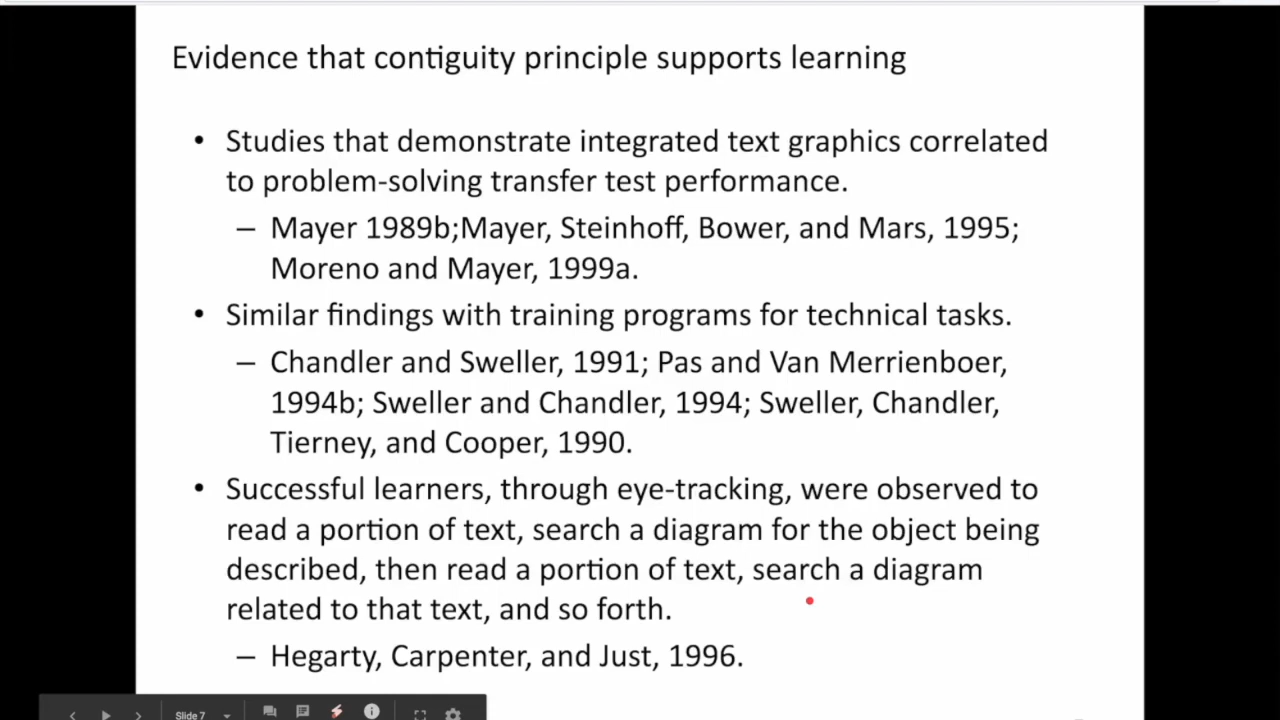 Evidence that contiguity principle supports learning
• Studies that demonstrate integrated text graphics correlated
to problem-solving transfer test performance.
– Mayer 1989b;Mayer, Steinhoff, Bower, and Mars, 1995;
Moreno and Mayer, 1999a.
• Similar findings with training programs for technical tasks.
– Chandler and Sweller, 1991; Pas and Van Merrienboer,
1994b; Sweller and Chandler, 1994; Sweller, Chandler,
Tierney, and Cooper, 1990.
• Successful learners, through eye-tracking, were observed to
read a portion of text, search a diagram for the object being
described, then read a portion of text, search a diagram
related to that text, and so forth.
– Hegarty, Carpenter, and Just, 1996.
Slide 7